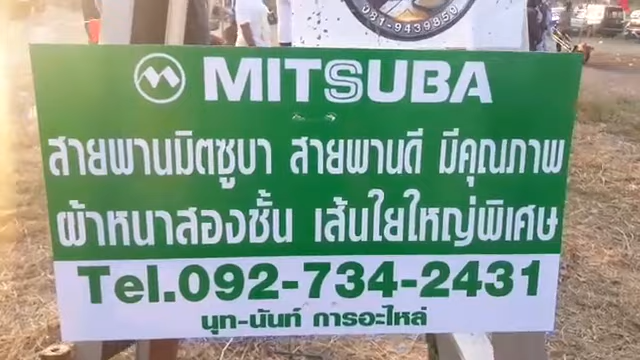 081-9439859
MITSUBA
สายพานมิตซูบา สายพานดี มีคุณภาพ
ผ้าหนาสองชั้น เส้นใยใหญ่พิเศษ
Tel.092-734-2431
นุท-นันท์ การอะไหล่